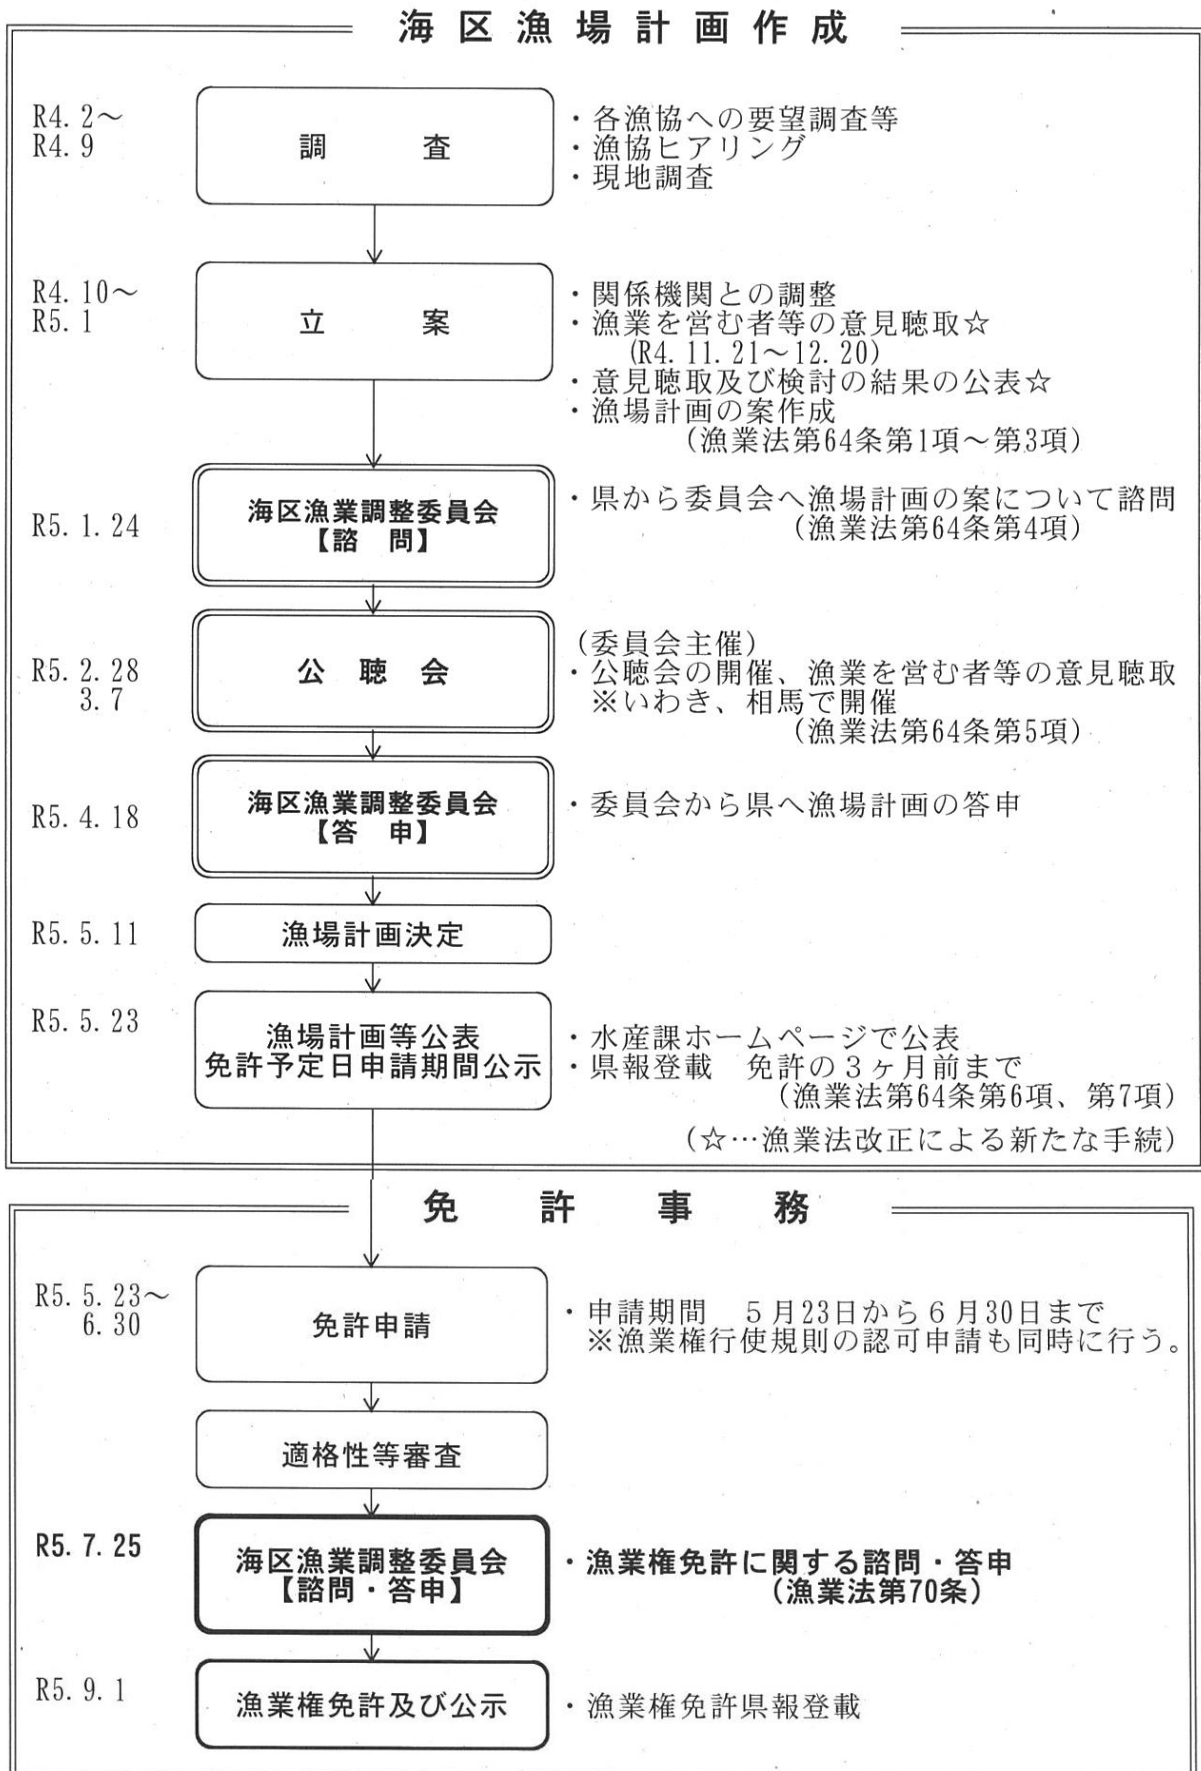 海区漁場計画作成
R4.2～
R4.9
調　査
・各漁協への要望調査等
・漁協ヒアリング
・現地調査
R4.10～
R5.1
立　案
・関係機関との調整
・漁業を営む者等の意見聴取☆
(R4.11.21～12.20)
・意見聴取及び検討の結果の公表☆
・漁場計画の案作成
(漁業法第64条第1項～第3項)
R5.1.24
海区漁業調整委員会
【諮　問】
・県から委員会へ漁場計画の案について諮問
(漁業法第64条第4項)
R5.2.28
3.7
公　聴　会
(委員会主催)
・公聴会の開催、漁業を営む者等の意見聴取
※いわき、相馬で開催
(漁業法第64条第5項)
R5.4.18
海区漁業調整委員会
【答　申】
・委員会から県へ漁場計画の答申
R5.5.11
漁場計画決定
R5.5.23
漁場計画等公表
免許予定日申請期間公示
・水産課ホームページで公表
・県報登載　免許の３ヶ月前まで
(漁業法第64条第6項、第7項)
(☆…漁業法改正による新たな手続)
免　許　事　務
R5.5.23～
6.30
免許申請
・申請期間　５月23日から６月30日まで
※漁業権行使規則の認可申請も同時に行う。
適格性等審査
R5.7.25
海区漁業調整委員会
【諮問・答申】
・漁業権免許に関する諮問・答申
(漁業法第70条)
R5.9.1
漁業権免許及び公示
・漁業権免許県報登載